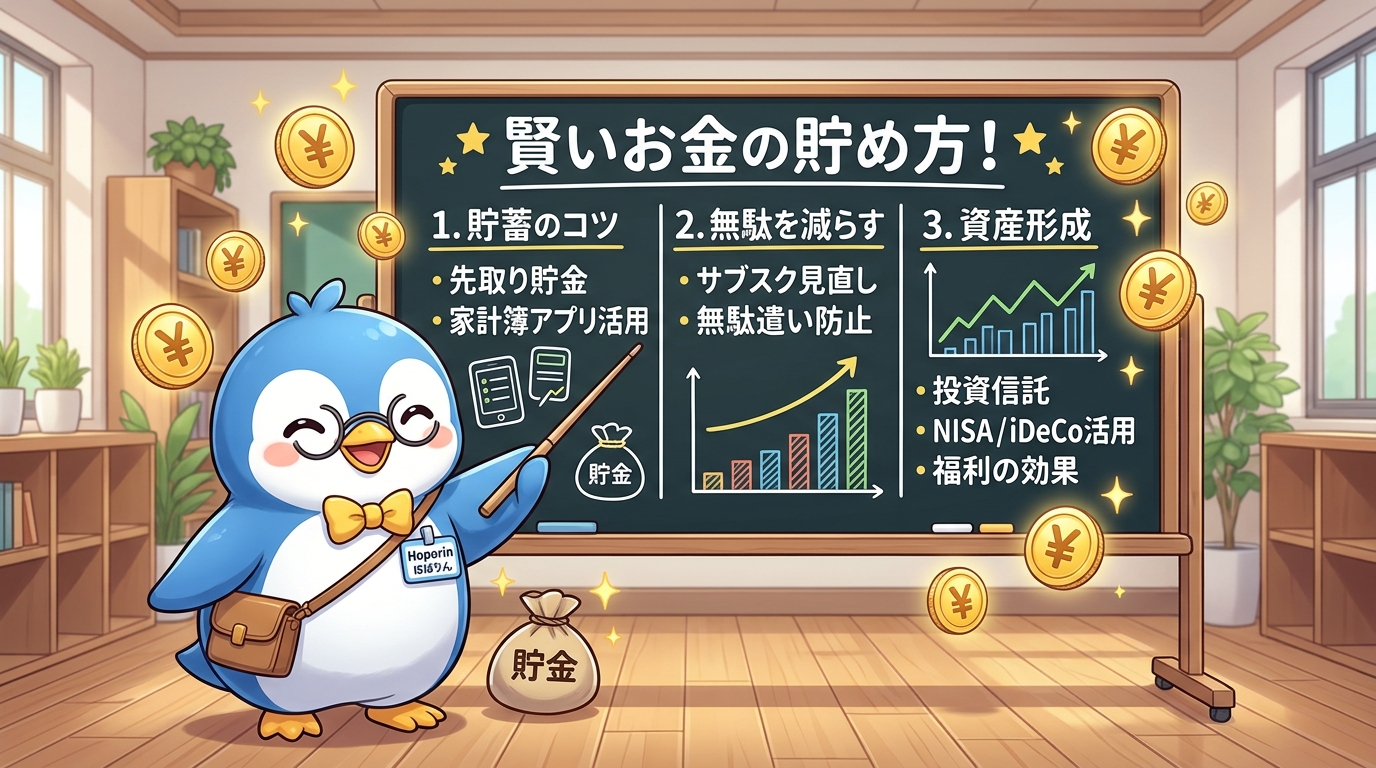 賢いお金の貯め方!
1. 貯蓄のコツ
・先取り貯金
・家計簿アプリ活用
貯金
2. 無駄を減らす
・サブスク見直し
・無駄遣い防止
3. 資産形成
・投資信託
・NISA/iDeCo活用
・福利の効果
Hoperin
貯金
¥
¥
¥
¥
¥
¥
¥
¥
¥